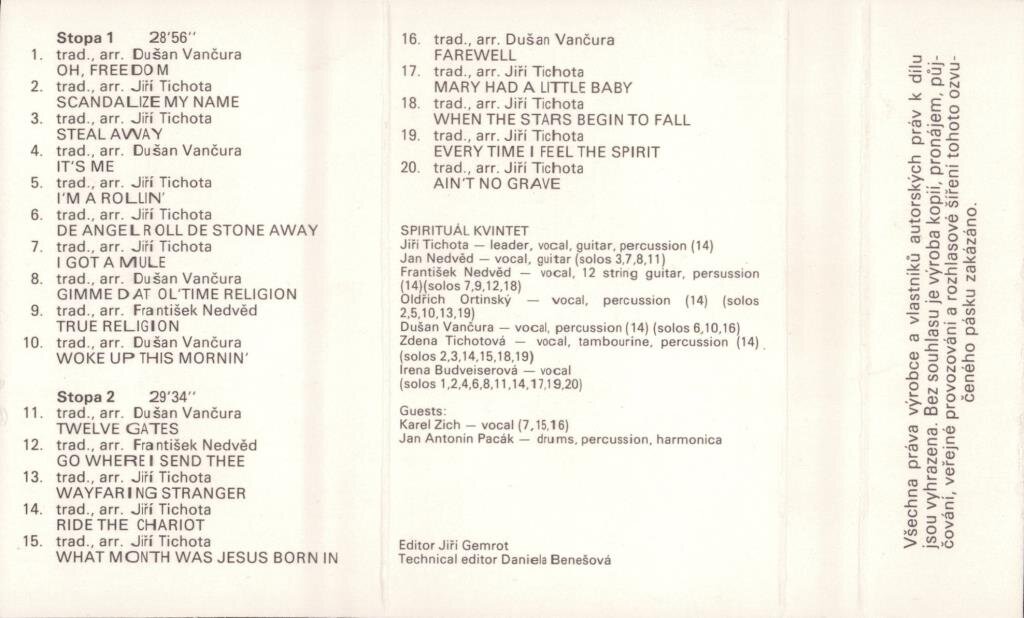 Stopa 1 28'56''
1. trad., arr. Dušan Vančura
OH, FREEDOM
2. trad., arr. Jiří Tichota
SCANDALIZE MY NAME
3. trad., arr. Jiří Tichota
STEAL AWAY
4. trad., arr. Dušan Vančura
IT'S ME
5. trad., arr. Jiří Tichota
I'M A ROLLIN'
6. trad., arr. Jiří Tichota
DE ANGEL ROLL DE STONE AWAY
7. trad., arr. Jiří Tichota
I GOT A MULE
8. trad., arr. Dušan Vančura
GIMME DAT OL'TIME RELIGION
9. trad., arr. František Nedvěd
TRUE RELIGION
10. trad., arr. Dušan Vančura
WOKE UP THIS MORNIN'
Stopa 2 29'34''
11. trad., arr. Dušan Vančura
TWELVE GATES
12. trad., arr. František Nedvěd
GO WHERE I SEND THEE
13. trad., arr. Jiří Tichota
WAYFARING STRANGER
14. trad., arr. Jiří Tichota
RIDE THE CHARIOT
15. trad., arr. Jiří Tichota
WHAT MONTH WAS JESUS BORN IN
16. trad., arr. Dušan Vančura
FAREWELL
17. trad., arr. Jiří Tichota
MARY HAD A LITTLE BABY
18. trad., arr. Jiří Tichota
WHEN THE STARS BEGIN TO FALL
19. trad., arr. Jiří Tichota
EVERY TIME I FEEL THE SPIRIT
20. trad., arr. Jiří Tichota
AIN'T NO GRAVE
SPIRITUÁL KVINTET
Jiří Tichota — leader, vocal, guitar, percussion (14)
Jan Nedvěd — vocal, guitar (solos 3,7,8,11)
František Nedvěd — vocal, 12 string guitar, persussion
(14)(solos 7,9,12,18)
Oldřich Ortinský — vocal, percussion (14) (solos
2,5,10,13,19)
Dušan Vančura — vocal, percussion (14) (solos 6,10,16)
Zdena Tichotová — vocal, tambourine, percussion (14)
(solos 2,3,14,15,18,19)
Irena Budveiserová — vocal
(solos 1,2,4,6,8,11,14,17,19,20)
Guests:
Karel Zich — vocal (7,15,16)
Jan Antonin Pacák — drums, percussion, harmonica
Editor Jiří Gemrot
Technical editor Daniela Benešová
Všechna práva výrobce a vlastníků autorských práv k dílu
jsou vyhrazena. Bez souhlasu je výroba kopií, pronájem, půj-
čování, veřejné provozování a rozhlasové šíření tohoto ozvu-
čeného pásku zakázáno.